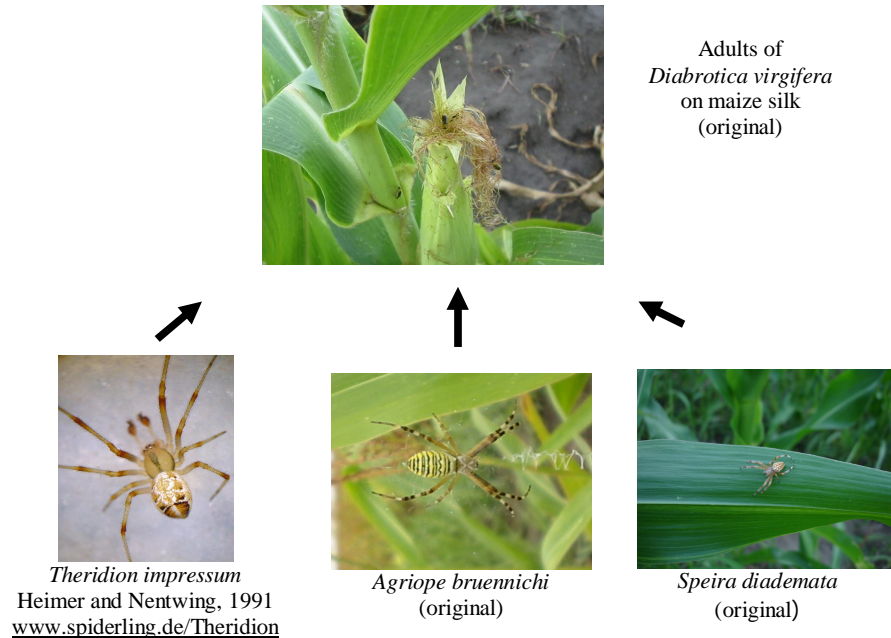 Adults of
Diabrotica virgifera
on maize silk
(original)
Theridion impressum
Heimer and Nentwing, 1991
www.spiderling.de/Theridion
Agriope bruennichi
(original)
Speira diademata
(original)